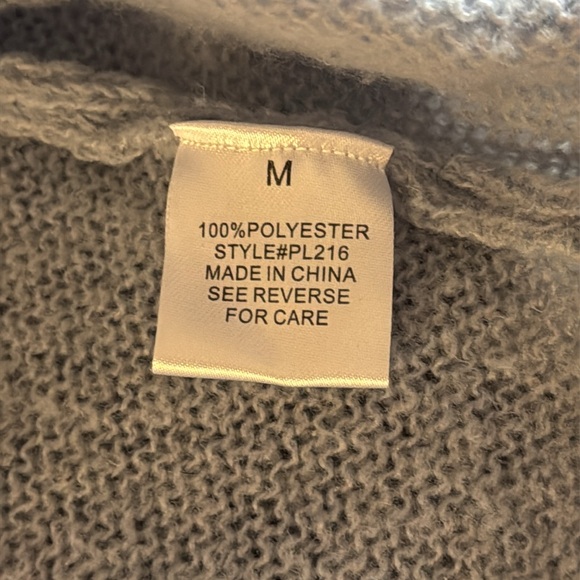 M
100%POLYESTER
STYLE#PL216
MADE IN CHINA
SEE REVERSE
FOR CARE